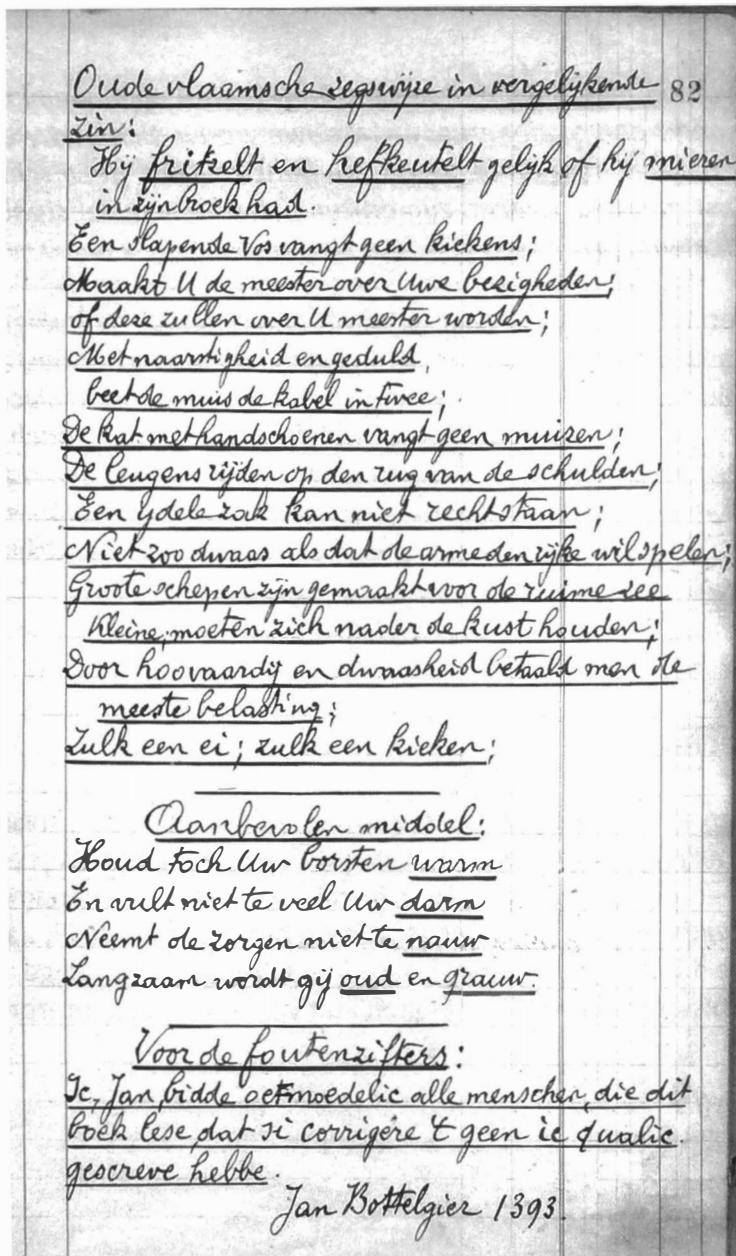 Oude vlaamsche zegswijze in vergelijkende 82
zin:
Hij fritzelt en hefkeutelt gelijk of hij mieren
in zijn broek had
Een slapende Vos vangt geen kiekens;
Maakt U de meester over Uwe bezigheden;
of deze zullen over U meester worden;
Met naarstigheid en geduld,
beet de muis de kabel in twee;
De kat met handschoenen vangt geen muizen;
De leugens rijden op den rug van de schulden;
Een ydele zak kan niet rechtstaan;
Niet zoo dwaas als dat de arme den rijke wil spelen;
Groote schepen zijn gemaakt voor de ruime zee
Kleine, moeten zich nader de kust houden;
Door hoovaardij en dwaasheid betaald men de
meeste belasting;
Zulk een ei; zulk een kieken;
Aanbevolen middel:
Houd toch Uw borsten warm
En vult niet te veel Uw darm
Neemt de zorgen niet te nauw
Langzaam wordt gij oud en grauw.
Voor de foutenzifters:
Ic, Jan, bidde oetmoedelic alle menschen, die dit
boek lese, dat si corrigére 't geen ic qualic
gescreve hebbe.
Jan Bottelgier 1393.